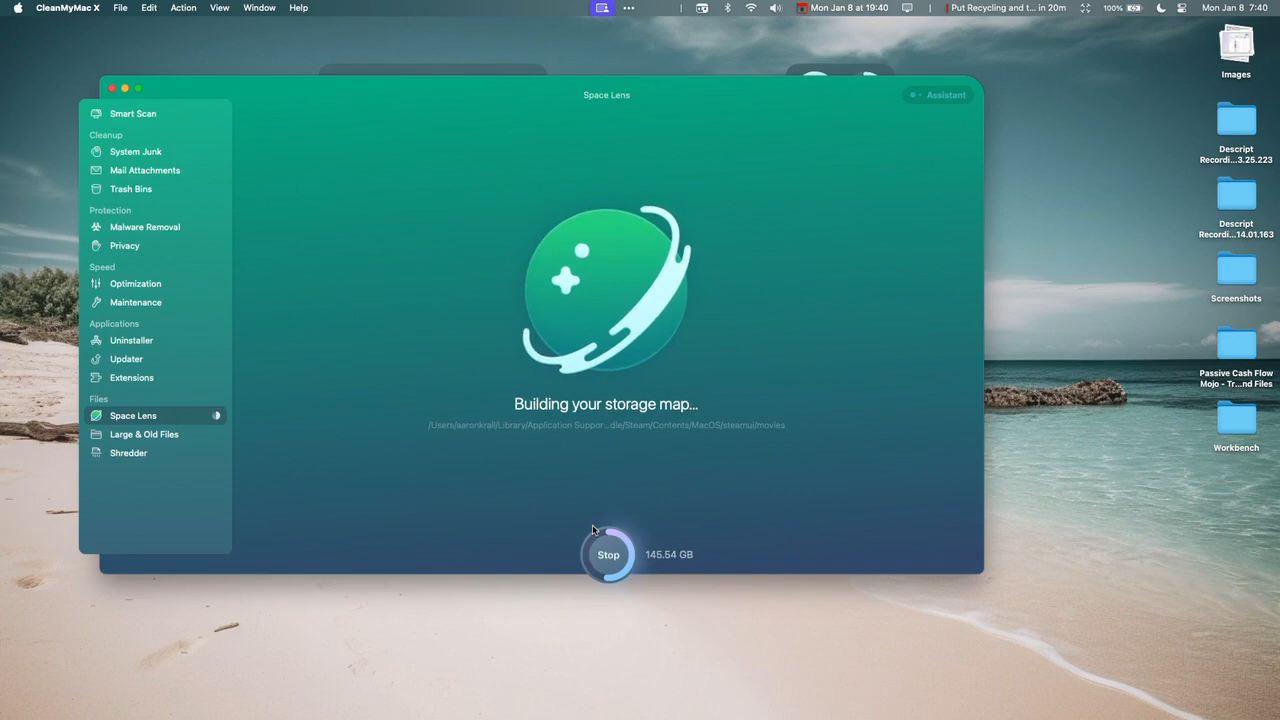 CleanMyMac X File Edit Action View Window Help
Mon Jan 8 at 19:40
Put Recycling and t... in 20m
100%
Mon Jan 8 7:40
Space Lens
Assistant
Smart Scan
Cleanup
System Junk
Mail Attachments
Trash Bins
Protection
Malware Removal
Privacy
Speed
Optimization
Maintenance
Applications
Uninstaller
Updater
Extensions
Files
Space Lens
Large & Old Files
Shredder
Building your storage map...
/Users/aaronkrall/Library/Application Suppor...dle/Steam/Contents/MacOS/steamui/movies
Stop
145.54 GB
Images
Descript
Recordi...3.25.223
Descript
Recordi...14.01.163
Screenshots
Passive Cash Flow
Mojo - Tr...nd Files
Workbench